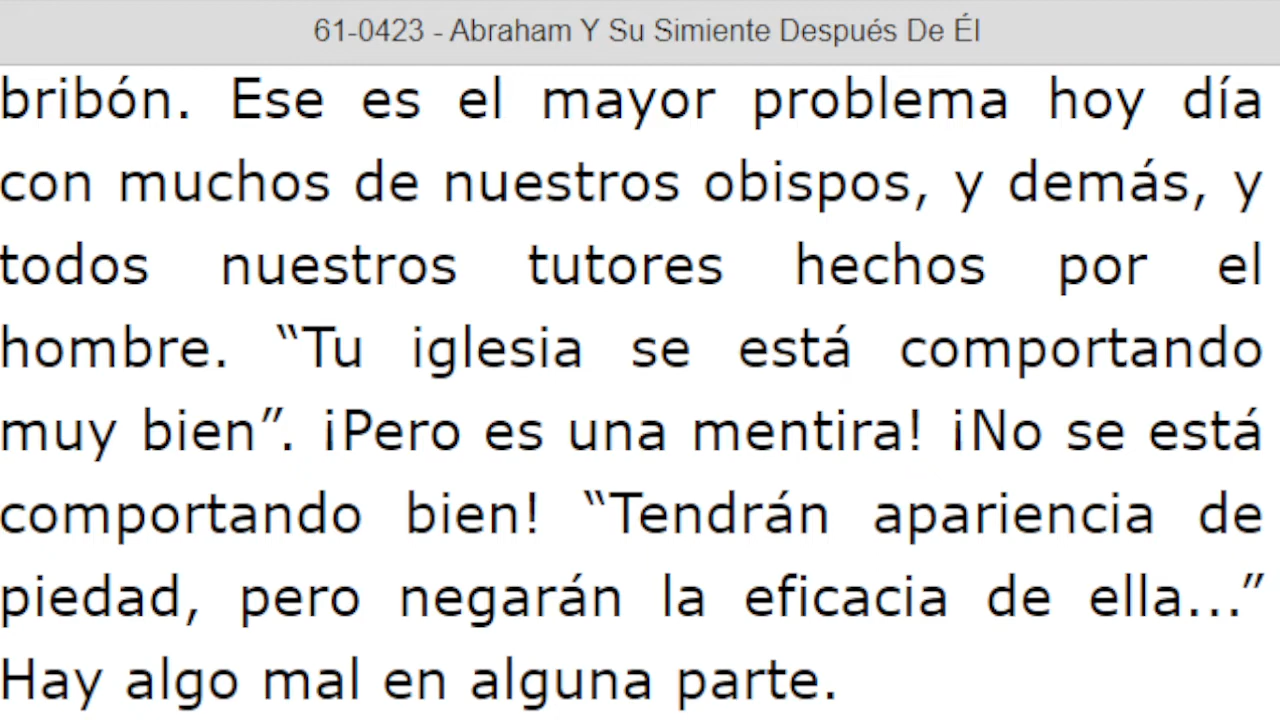 61-0423 - Abraham Y Su Simiente Después De Él
bribón. Ese es el mayor problema hoy día
con muchos de nuestros obispos, y demás, y
todos nuestros tutores hechos por el
hombre. “Tu iglesia se está comportando
muy bien”. ¡Pero es una mentira! ¡No se está
comportando bien! “Tendrán apariencia de
piedad, pero negarán la eficacia de ella...”
Hay algo mal en alguna parte.